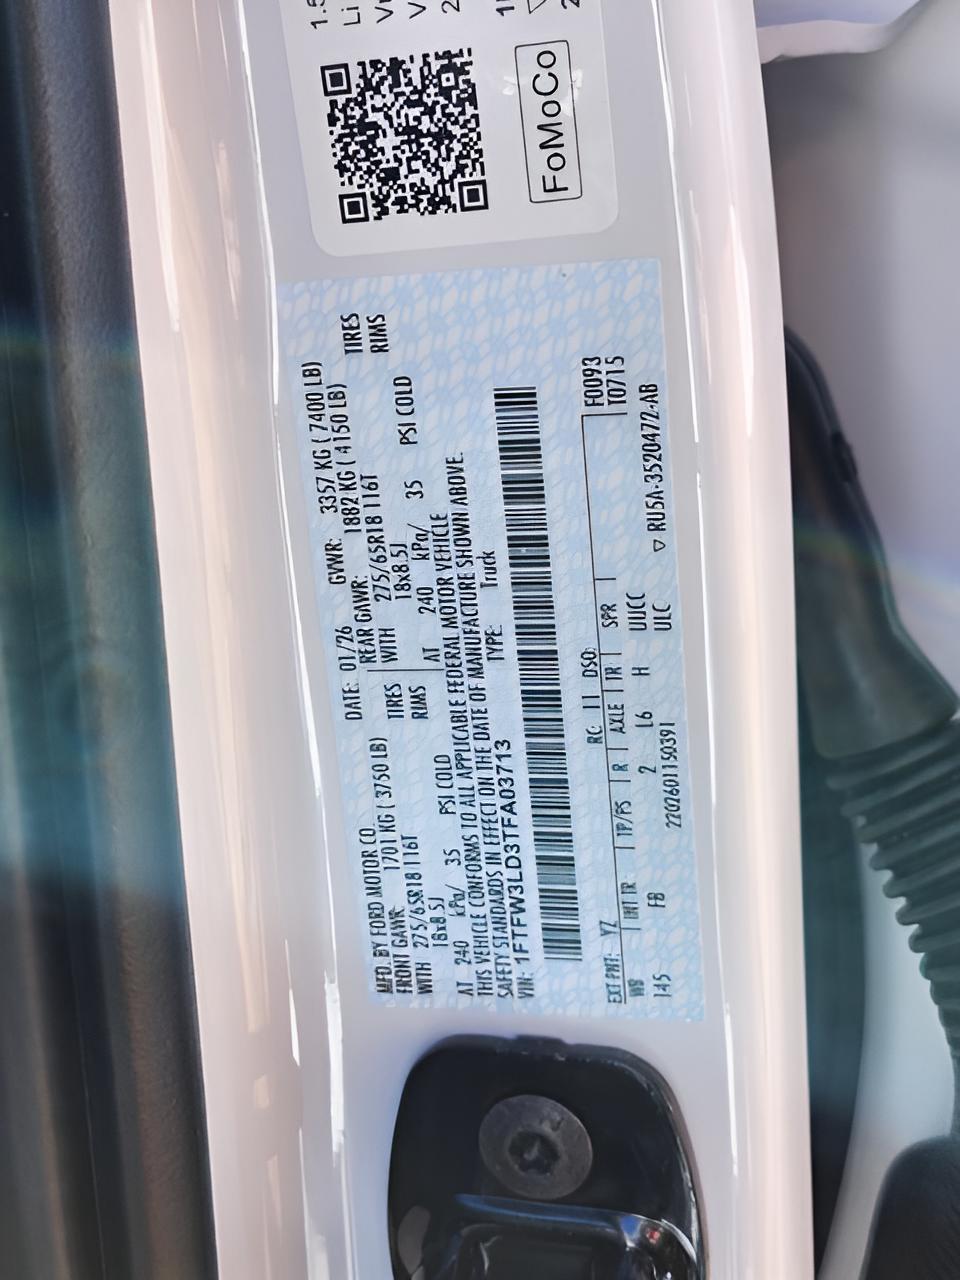 MFD. BY FORD MOTOR CO.
DATE: 01/26
GVWR: 3357 KG ( 7400 LB)
FRONT GAWR: 1701 KG ( 3750 LB)
REAR GAWR: 1882 KG ( 4150 LB)
WITH 275/65R18 116T TIRES
WITH 275/65R18 116T TIRES
18x8.5J RIMS
18x8.5J RIMS
AT 240 kPa/ 35 PSI COLD
AT 240 kPa/ 35 PSI COLD
THIS VEHICLE CONFORMS TO ALL APPLICABLE FEDERAL MOTOR VEHICLE
SAFETY STANDARDS IN EFFECT ON THE DATE OF MANUFACTURE SHOWN ABOVE.
VIN: 1FTFW3LD3TFA03713
TYPE: Truck
F0093
T0715
EXT PNT: YZ RC: 11 DSO:
WB INT TR TP/PS R AXLE TR SPR
145 FB 2 L6 H UUCC
ULC
2202601150391
▽ RU5A-3520472-AB
FoMoCo